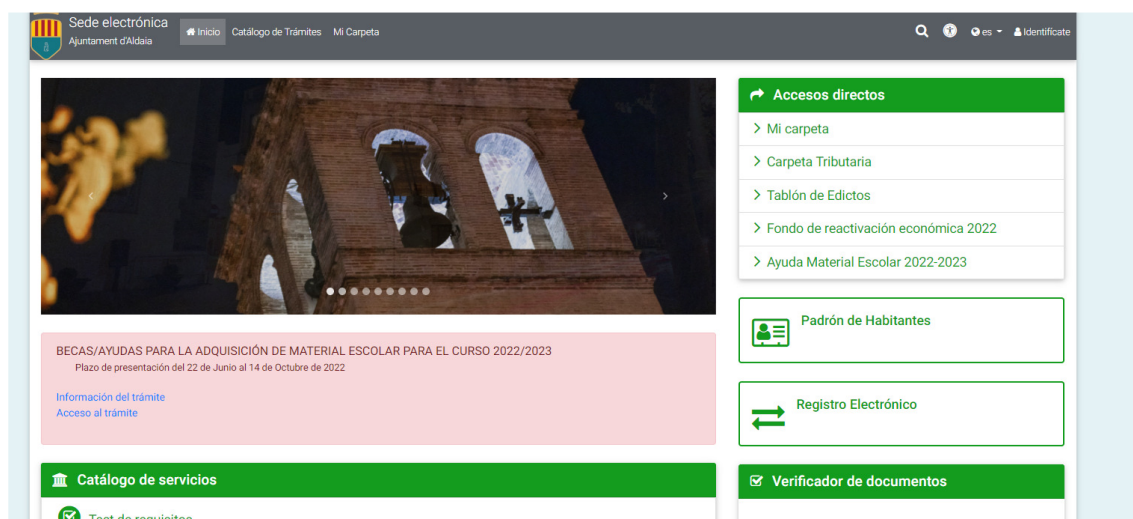 Sede electrónica
Ajuntament d'Aldaia
Inicio
Catálogo de Trámites
Mi Carpeta
es
Identifícate
Accesos directos
Mi carpeta
Carpeta Tributaria
Tablón de Edictos
Fondo de reactivación económica 2022
Ayuda Material Escolar 2022-2023
Padrón de Habitantes
BECAS/AYUDAS PARA LA ADQUISICIÓN DE MATERIAL ESCOLAR PARA EL CURSO 2022/2023
Plazo de presentación del 22 de Junio al 14 de Octubre de 2022
Información del trámite
Acceso al trámite
Registro Electrónico
Catálogo de servicios
Test de requisitos
Verificador de documentos